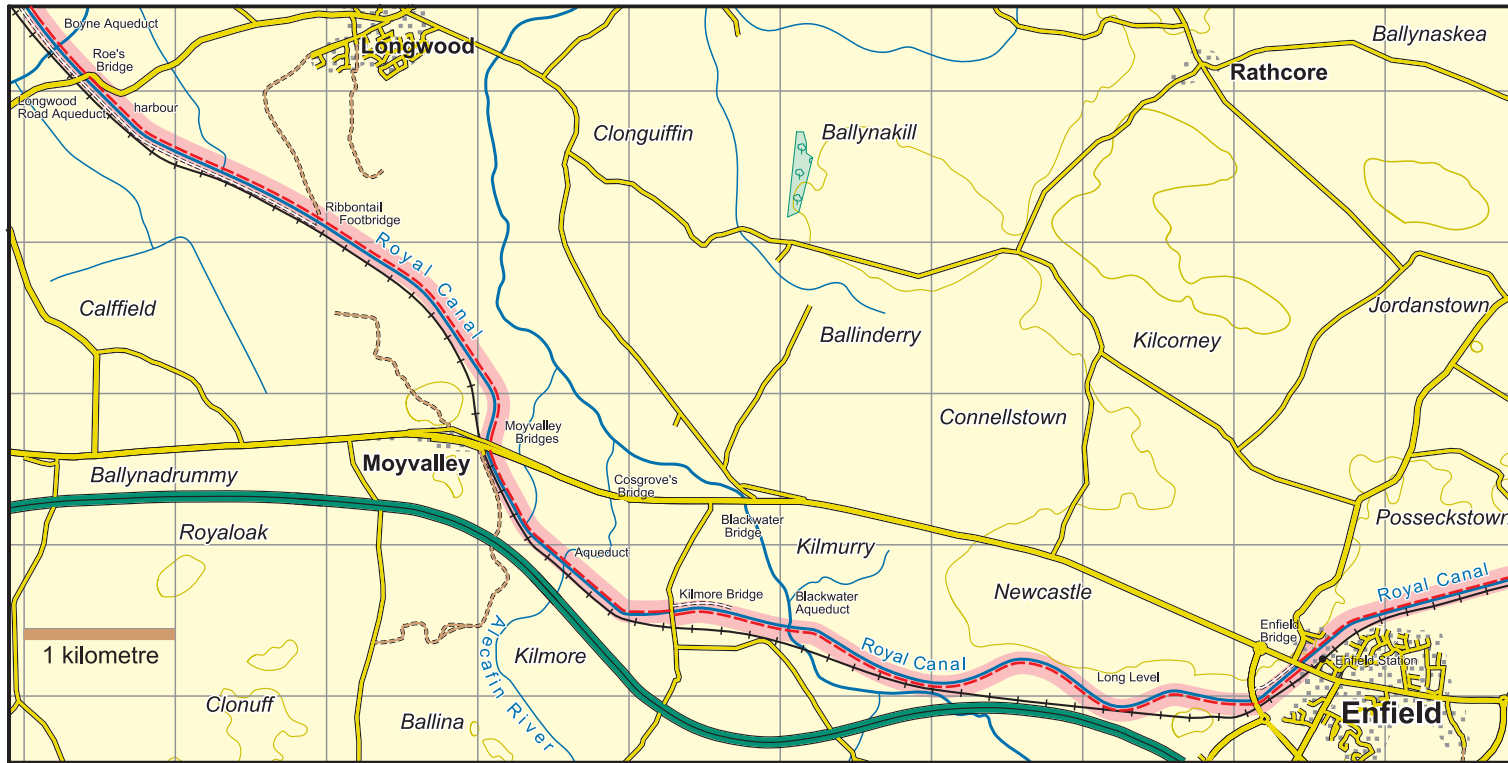 Boyne Aqueduct
Roe's
Bridge
Longwood
Longwood
Road Aqueduct
harbour
Clonguiffin
Ballynakill
Rathcore
Ballynaskea
Ribbontail
Footbridge
Royal Canal
Calffield
Ballinderry
Kilcorney
Jordanstown
Connellstown
Moyvalley
Bridges
Moyvalley
Ballynadrummy
Cosgrove's
Bridge
Royaloak
Blackwater
Bridge
Kilmurry
Posseckstown
Aqueduct
Kilmore Bridge
Blackwater
Aqueduct
Newcastle
Royal Canal
Enfield
Bridge
1 kilometre
Kilmore
Royal Canal
Enfield Station
Long Level
Alecafin River
Clonuff
Ballina
Enfield